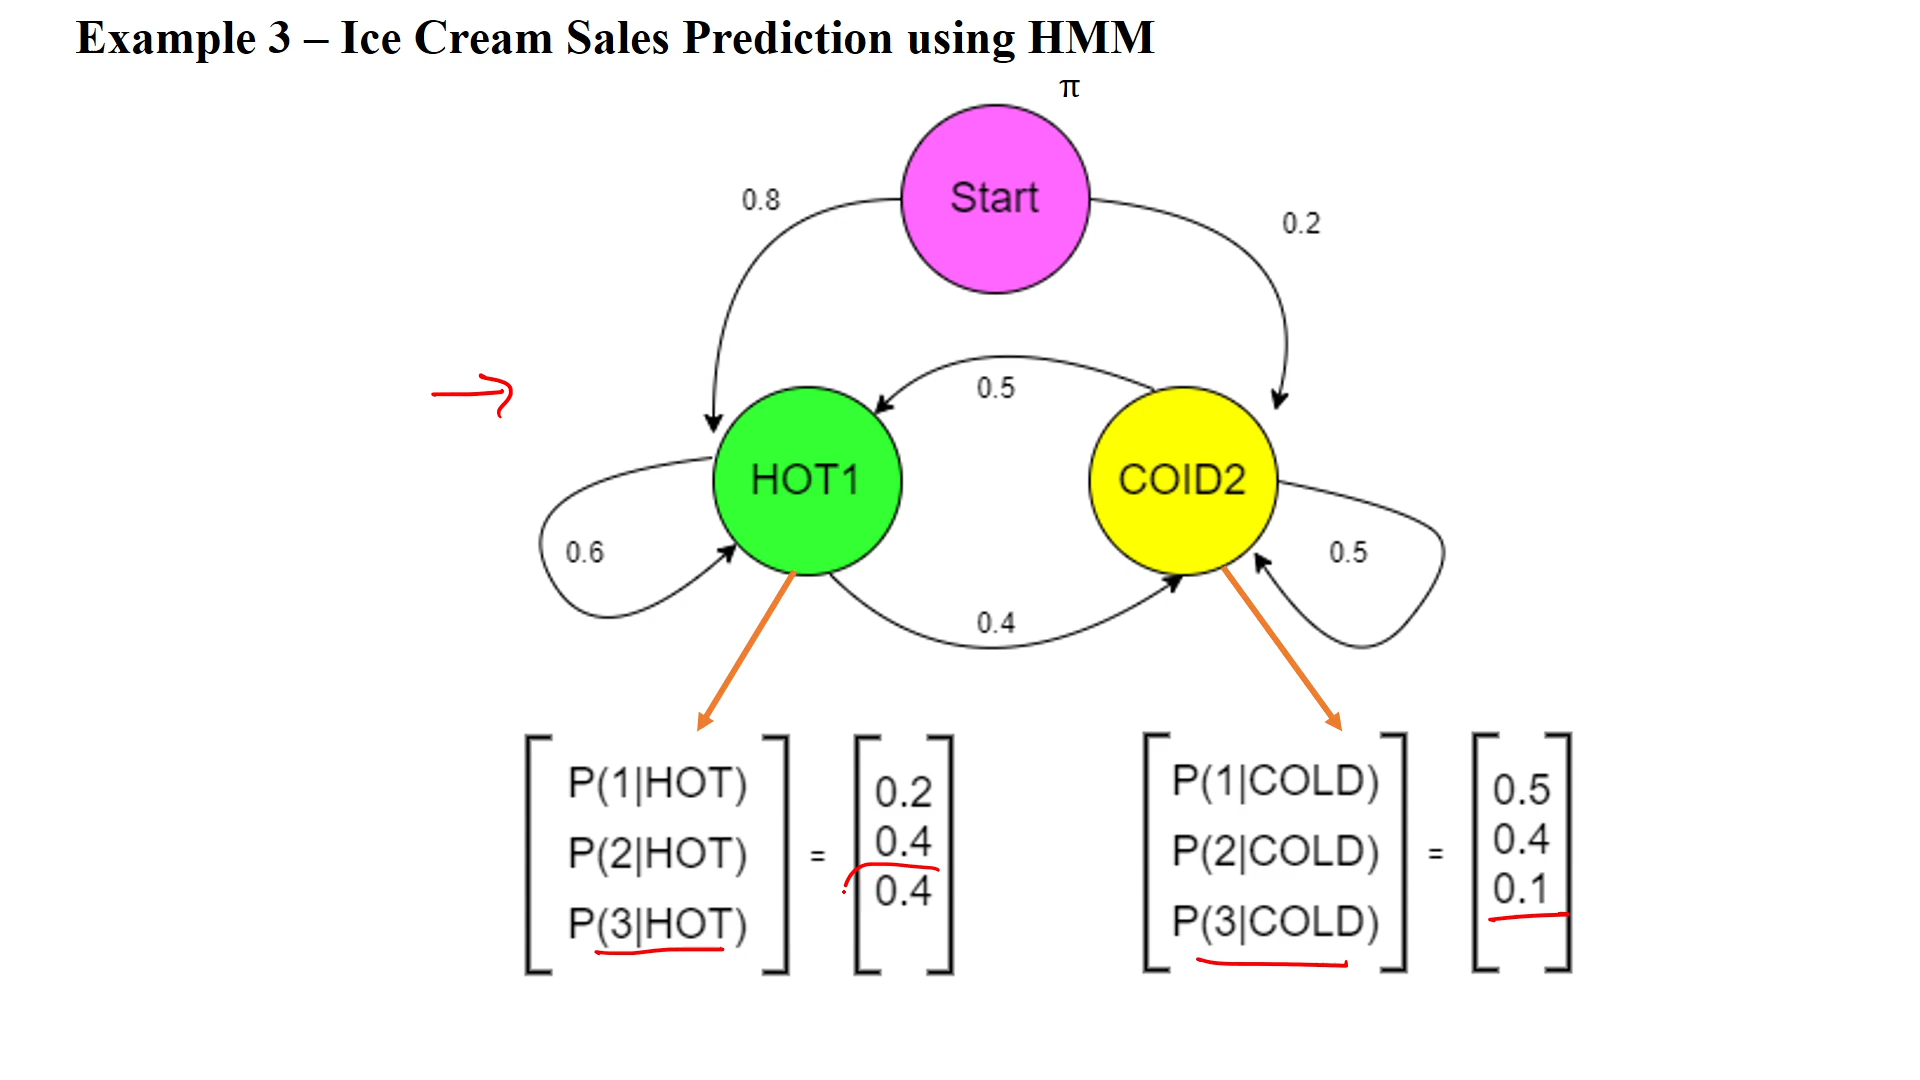 Example 3 – Ice Cream Sales Prediction using HMM
π
Start
0.8
0.2
0.5
HOT1
COID2
0.6
0.5
0.4
P(1|HOT)
P(2|HOT)
P(3|HOT)
=
0.2
0.4
0.4
P(1|COLD)
P(2|COLD)
P(3|COLD)
=
0.5
0.4
0.1